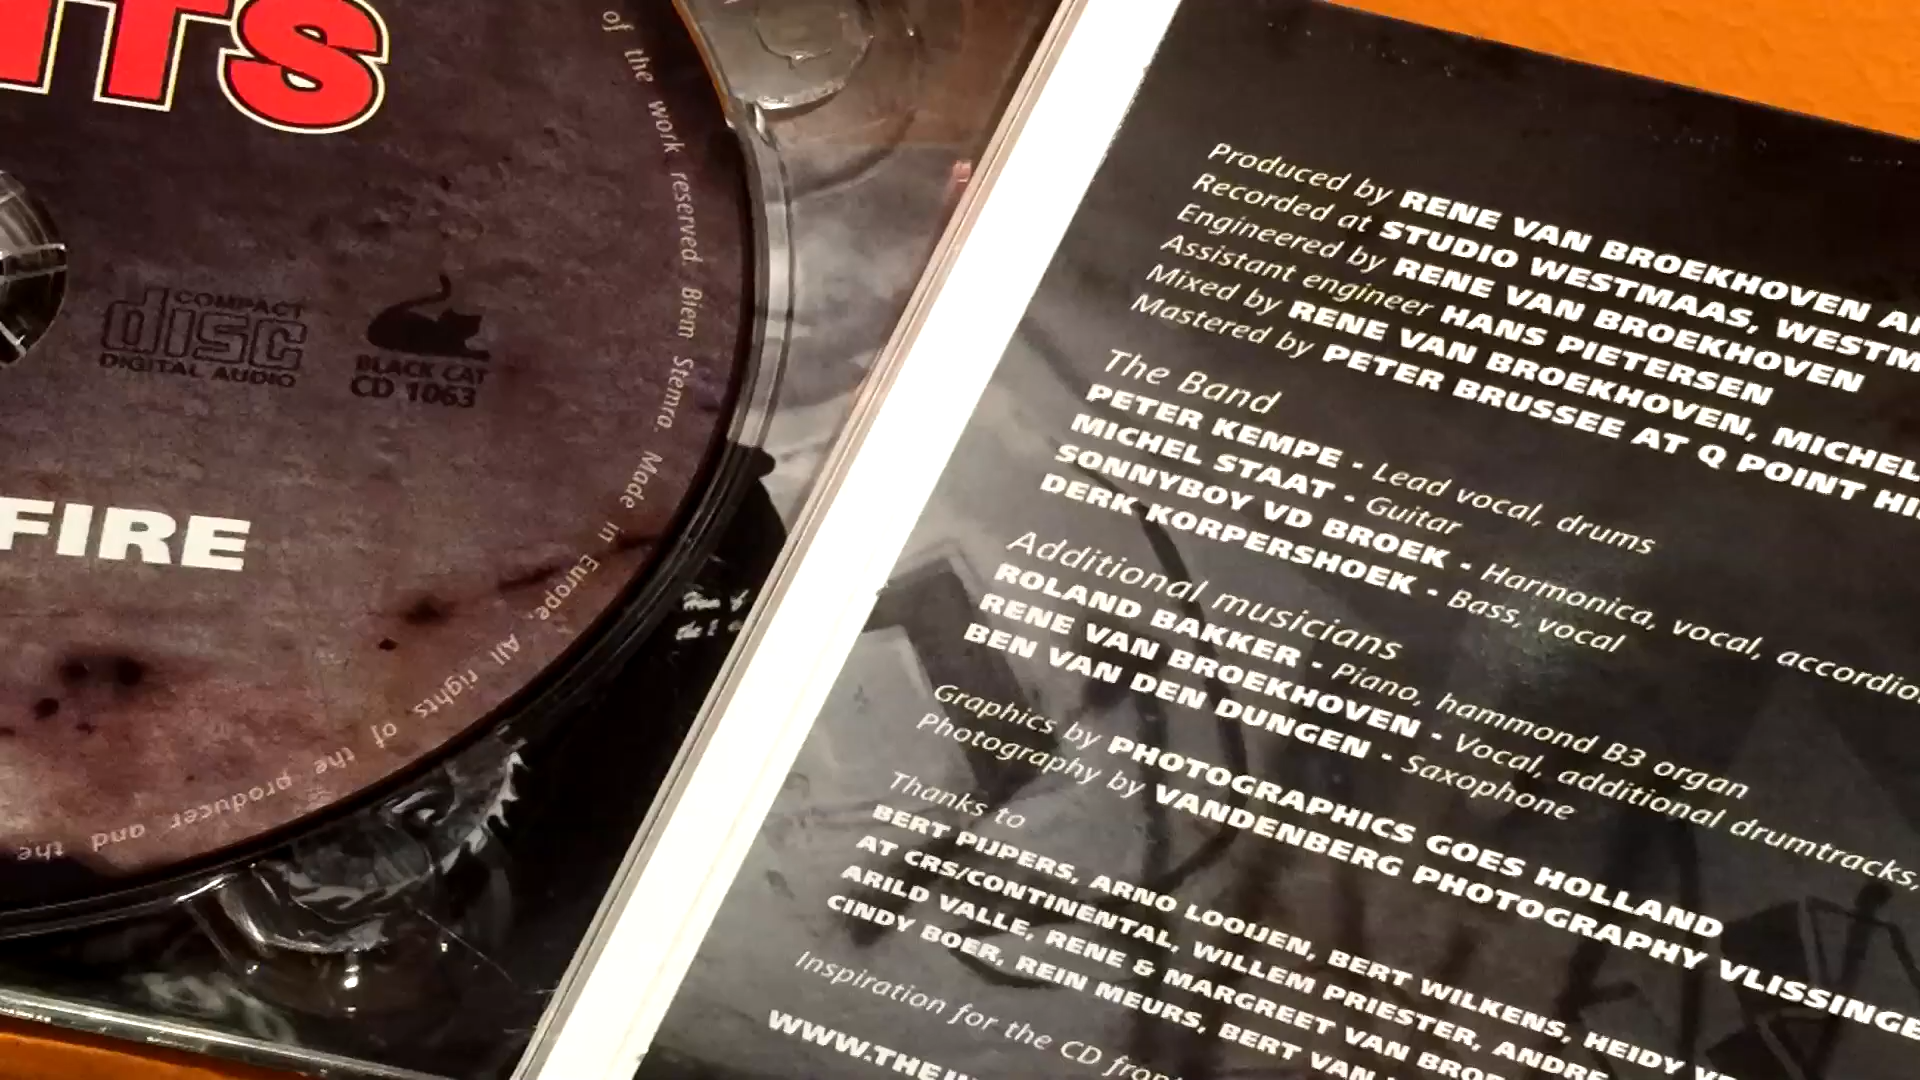 TTS
COMPACT
disc
DIGITAL AUDIO
BLACK CAT
CD 1063
FIRE
of the work reserved. Biem Stemra. Made in Europe. All rights of the producer and the
Produced by RENE VAN BROEKHOVEN
Recorded at STUDIO WESTMAAS, WESTM
Engineered by RENE VAN BROEKHOVEN
Assistant engineer HANS PIETERSEN
Mixed by RENE VAN BROEKHOVEN, MICHEL
Mastered by PETER BRUSSEE AT Q POINT HI
The Band
PETER KEMPE - Lead vocal, drums
MICHEL STAAT - Guitar
SONNYBOY VD BROEK - Harmonica, vocal, accordio
DERK KORPERSHOEK - Bass, vocal
Additional musicians
ROLAND BAKKER - Piano, hammond B3 organ
RENE VAN BROEKHOVEN - Vocal, additional drumtracks,
BEN VAN DEN DUNGEN - Saxophone
Graphics by PHOTOGRAPHICS GOES HOLLAND
Photography by VANDENBERG PHOTOGRAPHY VLISSINGE
Thanks to
BERT PIJPERS, ARNO LOOIJEN, BERT WILKENS, HEIDY
AT CRS/CONTINENTAL, WILLEM PRIESTER, ANDRE
ARILD VALLE, RENE & MARGREET VAN BROE
CINDY BOER, REIN MEURS, BERT VAN
Inspiration for the CD
WWW.THE